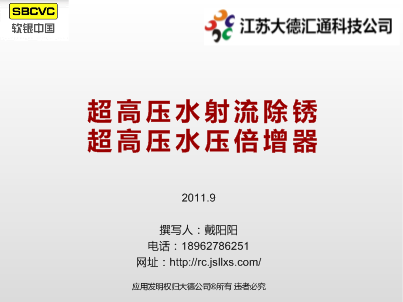 SBCVC
软银中国
江苏大德汇通科技公司
超高压水射流除锈
超高压水压倍增器
2011.9
撰写人：戴阳阳
电话：18962786251
网址：http://rc.jsllxs.com/
应用发明权归大德公司®所有 违者必究